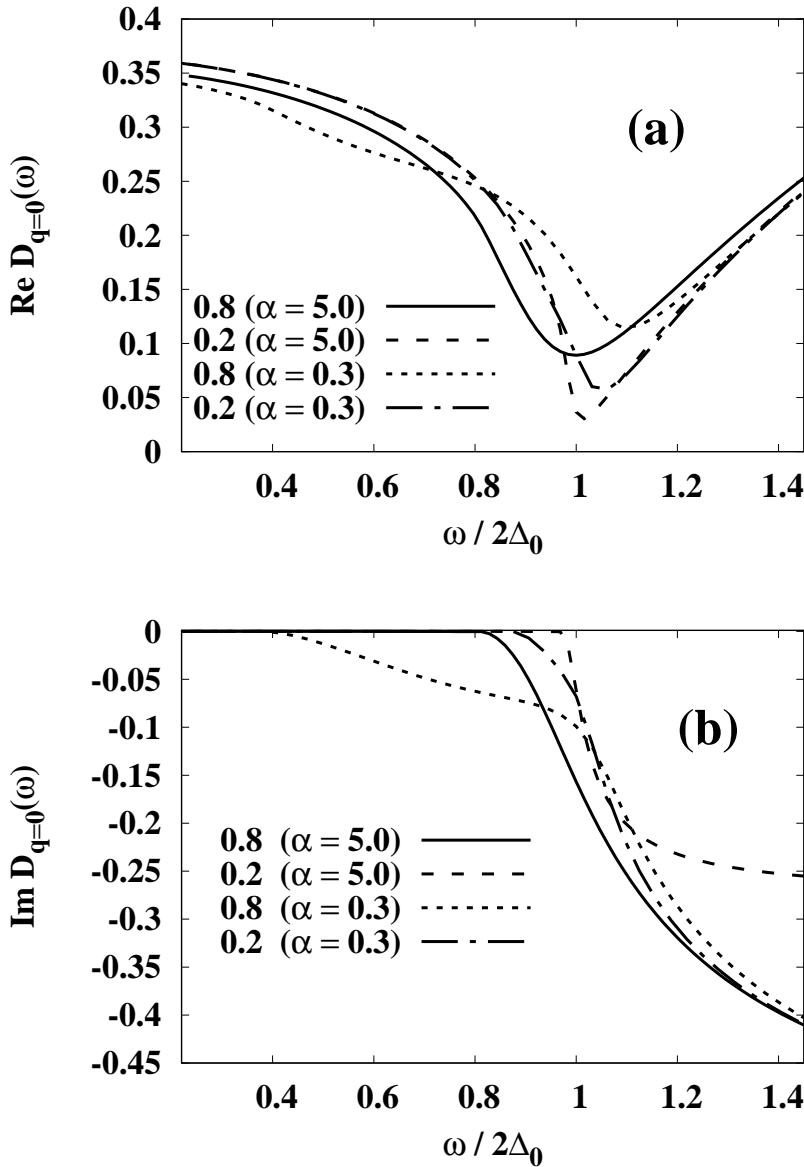 0.4
0.35
0.3
0.25
0.2
0.15
0.1
0.05
0
Re D_{q=0}(ω)
(a)
0.8 (α = 5.0)
0.2 (α = 5.0)
0.8 (α = 0.3)
0.2 (α = 0.3)
0.4 0.6 0.8 1 1.2 1.4
ω / 2Δ_0
0
-0.05
-0.1
-0.15
-0.2
-0.25
-0.3
-0.35
-0.4
-0.45
Im D_{q=0}(ω)
(b)
0.8 (α = 5.0)
0.2 (α = 5.0)
0.8 (α = 0.3)
0.2 (α = 0.3)
0.4 0.6 0.8 1 1.2 1.4
ω / 2Δ_0